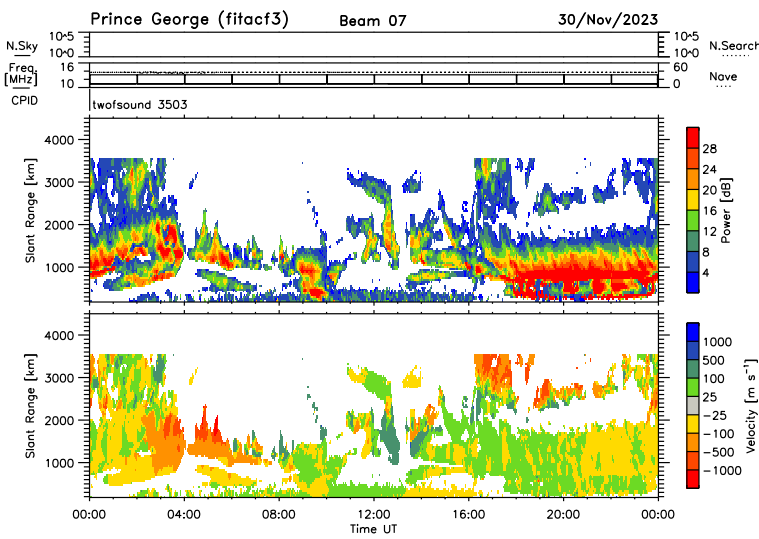 Prince George (fitacf3) Beam 07 30/Nov/2023
N.Sky 10^5 10^0 10^5 10^0 N.Search
Freq. [MHz] 16 10 60 0 Nave
CPID twofsound 3503
Slant Range [km] 4000 3000 2000 1000
Power [dB] 28 24 20 16 12 8 4
Slant Range [km] 4000 3000 2000 1000
Velocity [m s⁻¹] 1000 500 100 25 −25 −100 −500 −1000
00:00 04:00 08:00 12:00 16:00 20:00 00:00
Time UT